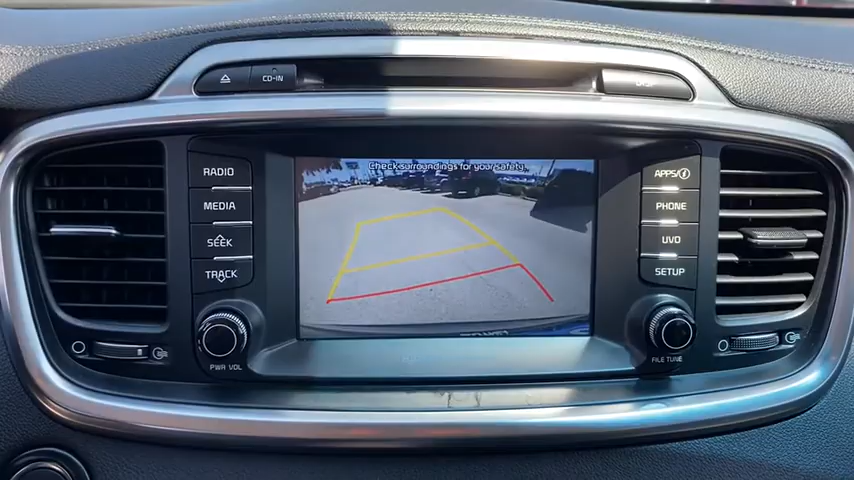 CD-IN
Check surroundings for your safety.
RADIO
MEDIA
SEEK
TRACK
PWR VOL
APPS/i
PHONE
UVO
SETUP
FILE TUNE